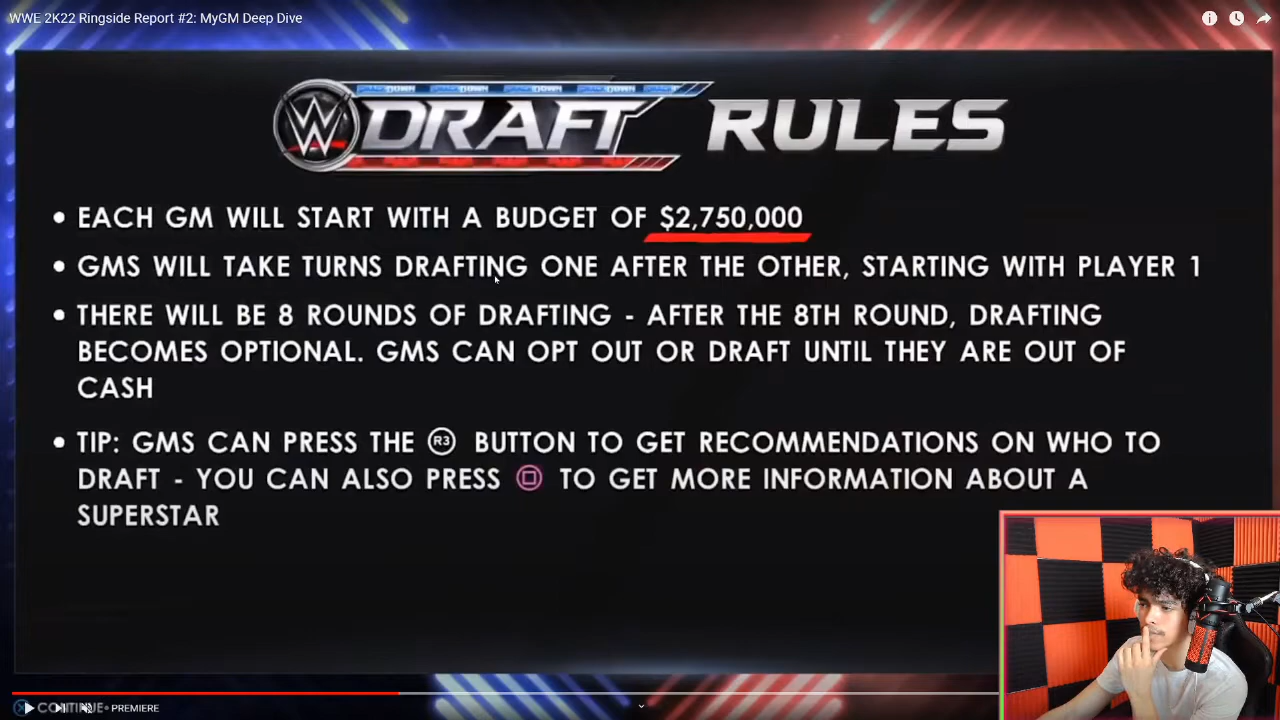 WWE 2K22 Ringside Report #2: MyGM Deep Dive
DRAFT RULES
• EACH GM WILL START WITH A BUDGET OF $2,750,000
• GMS WILL TAKE TURNS DRAFTING ONE AFTER THE OTHER, STARTING WITH PLAYER 1
• THERE WILL BE 8 ROUNDS OF DRAFTING - AFTER THE 8TH ROUND, DRAFTING
BECOMES OPTIONAL. GMS CAN OPT OUT OR DRAFT UNTIL THEY ARE OUT OF
CASH
• TIP: GMS CAN PRESS THE R3 BUTTON TO GET RECOMMENDATIONS ON WHO TO
DRAFT - YOU CAN ALSO PRESS TO GET MORE INFORMATION ABOUT A
SUPERSTAR
CONTINUE
PREMIERE